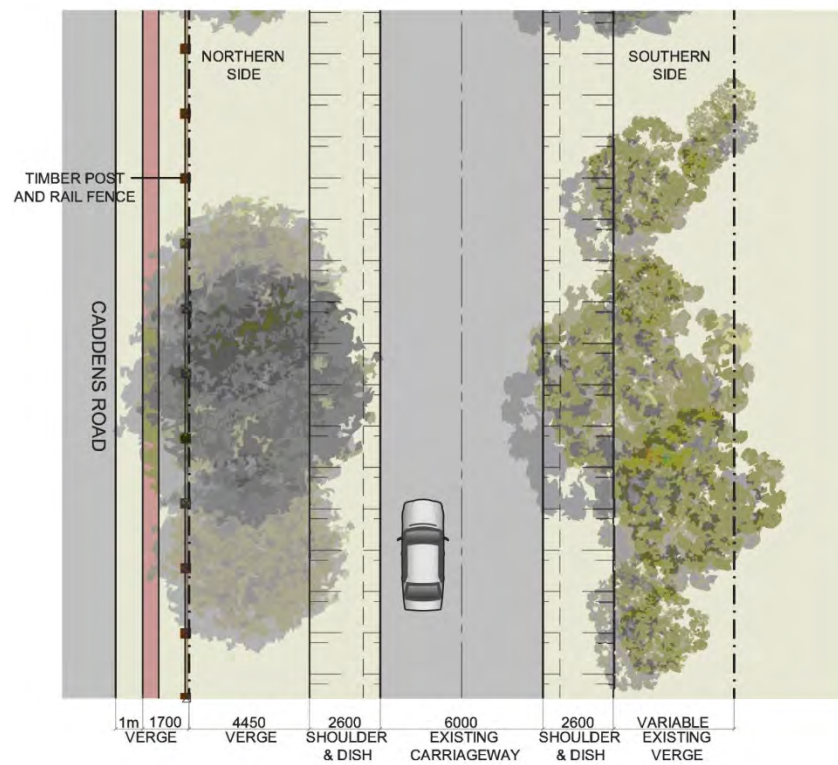 NORTHERN
SIDE
SOUTHERN
SIDE
TIMBER POST
AND RAIL FENCE
CADDENS ROAD
1m 1700 4450 2600 6000 2600 VARIABLE
VERGE VERGE SHOULDER EXISTING SHOULDER EXISTING
& DISH CARRIAGEWAY & DISH VERGE